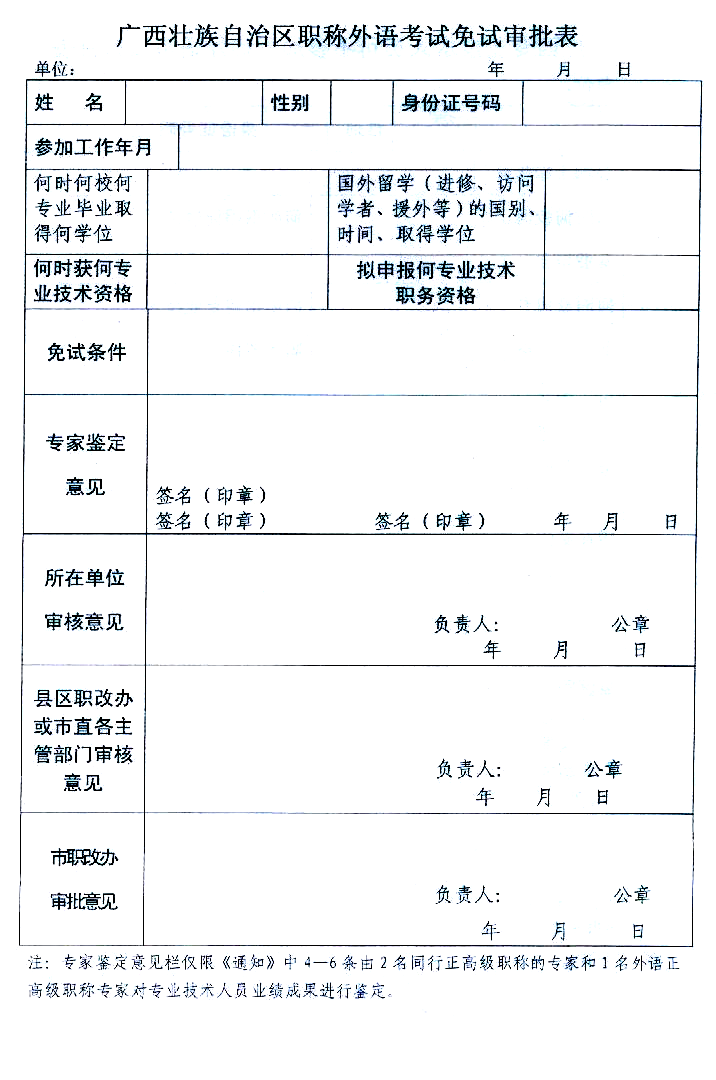 广西壮族自治区职称外语考试免试审批表
单位： 年 月 日
姓 名 性别 身份证号码
参加工作年月
何时何校何
专业毕业取
得何学位
国外留学（进修、访问
学者、援外等）的国别、
时间、取得学位
何时获何专
业技术资格
拟申报何专业技术
职务资格
免试条件
专家鉴定
意见
签名（印章）
签名（印章） 签名（印章） 年 月 日
所在单位
审核意见
负责人： 公章
年 月 日
县区职改办
或市直各主
管部门审核
意见
负责人： 公章
年 月 日
市职改办
审批意见
负责人： 公章
年 月 日
注：专家鉴定意见栏仅限《通知》中4—6条由2名同行正高级职称的专家和1名外语正
高级职称专家对专业技术人员业绩成果进行鉴定。